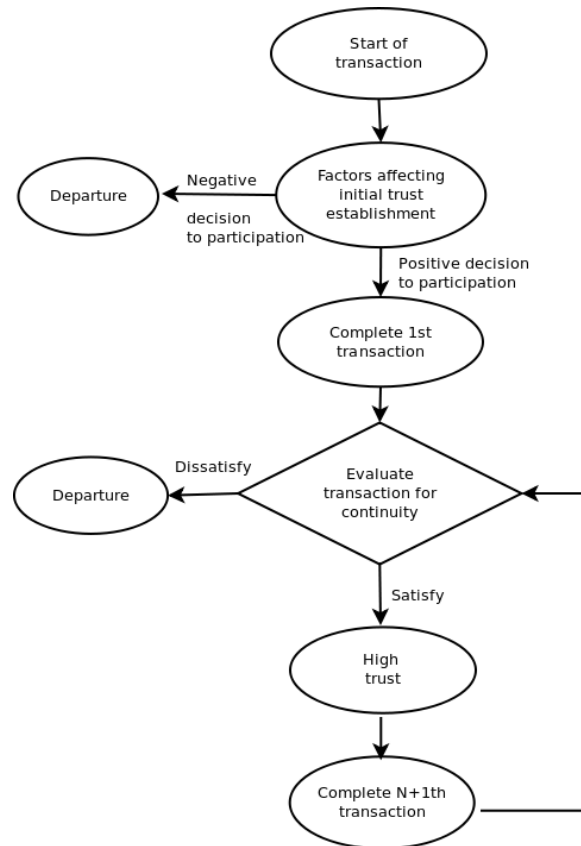 Start of
transaction
Factors affecting
initial trust
establishment
Negative
decision
to participation
Departure
Positive decision
to participation
Complete 1st
transaction
Evaluate
transaction for
continuity
Dissatisfy
Departure
Satisfy
High
trust
Complete N+1th
transaction